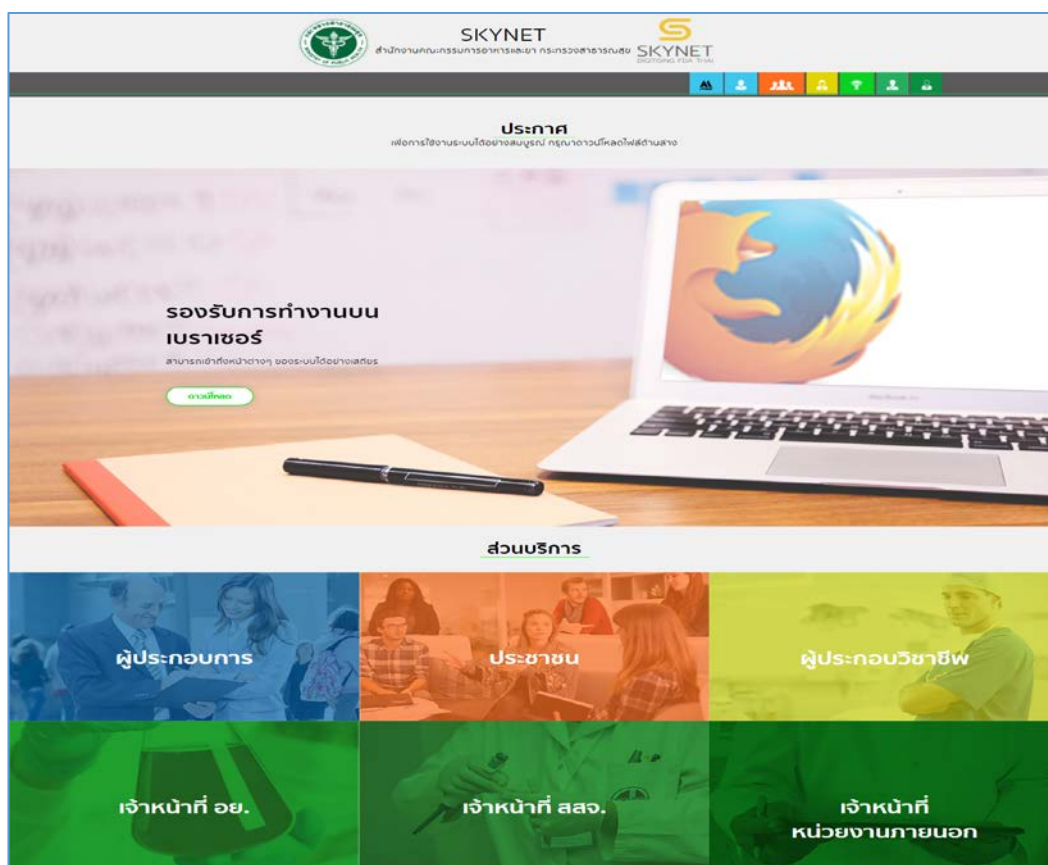 SKYNET
สำนักงานคณะกรรมการอาหารและยา กระทรวงสาธารณสุข
SKYNET
DIGITIZING FDA THAI
ประกาศ
เพื่อการใช้งานระบบได้อย่างสมบูรณ์ กรุณาดาวน์โหลดไฟล์ด้านล่าง
รองรับการทำงานบน
เบราเซอร์
สามารถเข้าถึงหน้าต่างๆ ของระบบได้อย่างเสถียร
ดาวน์โหลด
ส่วนบริการ
ผู้ประกอบการ
ประชาชน
ผู้ประกอบวิชาชีพ
เจ้าหน้าที่ อย.
เจ้าหน้าที่ สสจ.
เจ้าหน้าที่
หน่วยงานภายนอก